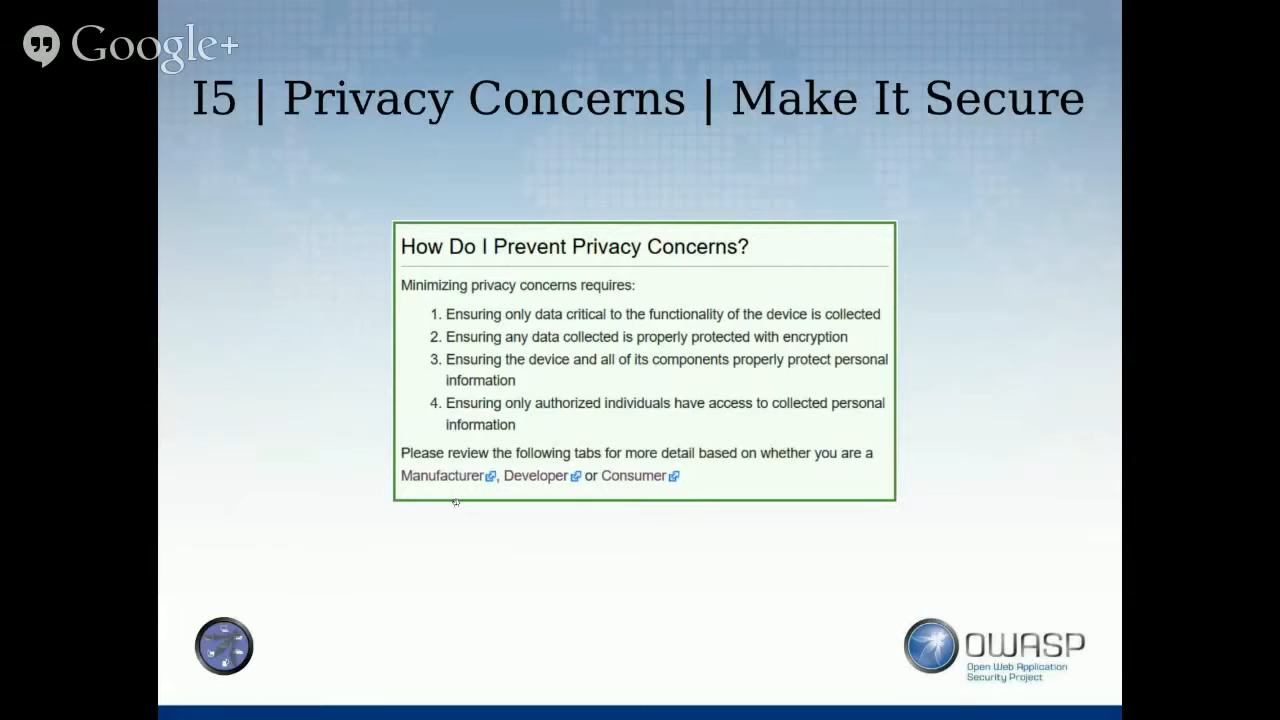 Google+
I5 | Privacy Concerns | Make It Secure
How Do I Prevent Privacy Concerns?
Minimizing privacy concerns requires:
1. Ensuring only data critical to the functionality of the device is collected
2. Ensuring any data collected is properly protected with encryption
3. Ensuring the device and all of its components properly protect personal
information
4. Ensuring only authorized individuals have access to collected personal
information
Please review the following tabs for more detail based on whether you are a
Manufacturer, Developer or Consumer
OWASP
Open Web Application
Security Project